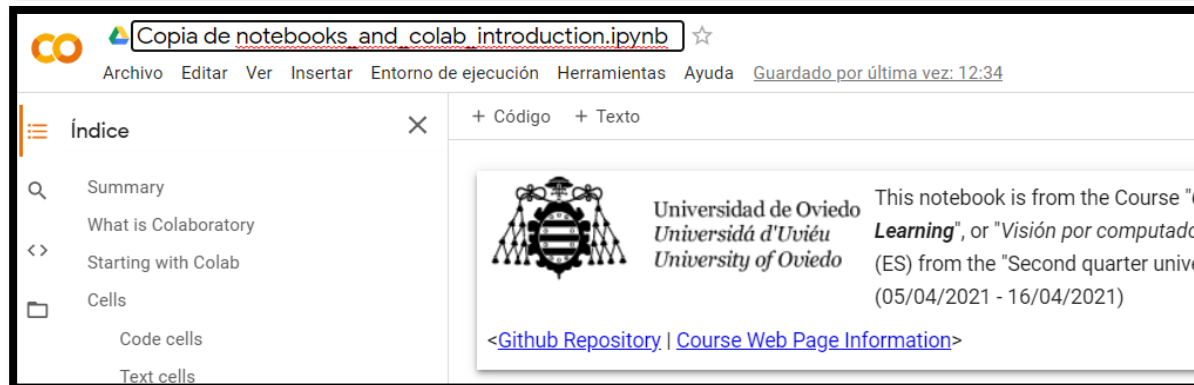 Copia de notebooks_and_colab_introduction.ipynb
Archivo Editar Ver Insertar Entorno de ejecución Herramientas Ayuda Guardado por última vez: 12:34
Índice
+ Código + Texto
Summary
What is Colaboratory
Starting with Colab
Cells
Code cells
Text cells
Universidad de Oviedo
Universidá d'Uviéu
University of Oviedo
This notebook is from the Course "
Learning", or "Visión por computado
(ES) from the "Second quarter unive
(05/04/2021 - 16/04/2021)
<Github Repository | Course Web Page Information>